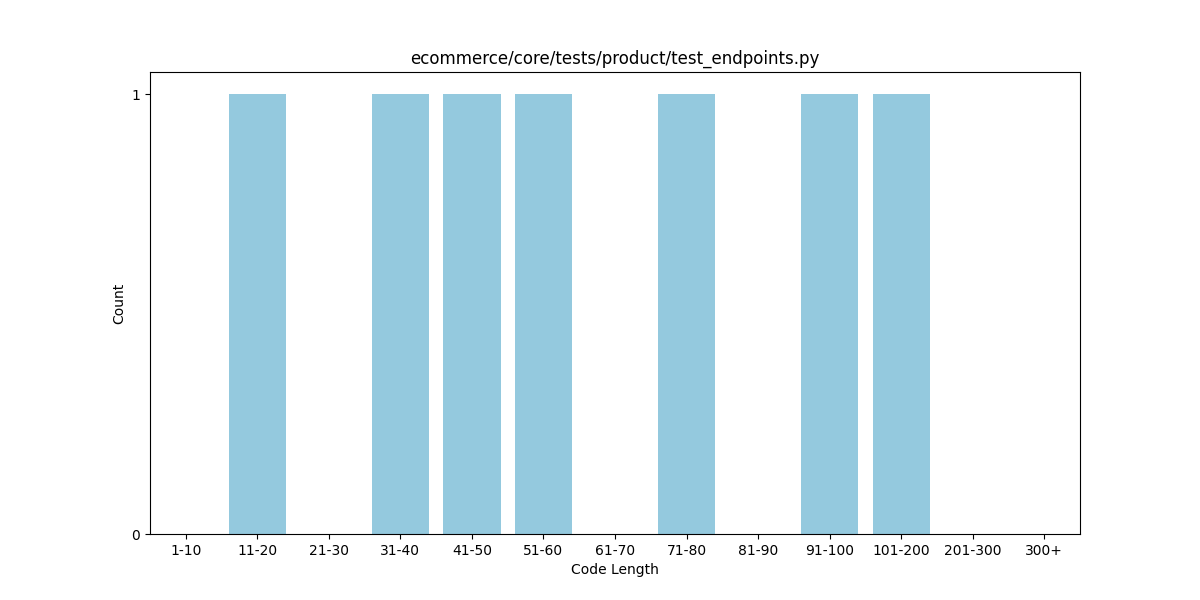 ecommerce/core/tests/product/test_endpoints.py
1
Count
0
1-10 11-20 21-30 31-40 41-50 51-60 61-70 71-80 81-90 91-100 101-200 201-300 300+
Code Length